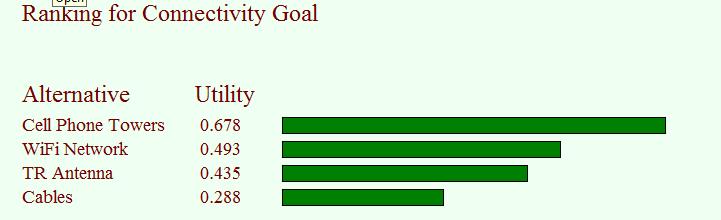 Open
Ranking for Connectivity Goal
Alternative Utility
Cell Phone Towers 0.678
WiFi Network 0.493
TR Antenna 0.435
Cables 0.288